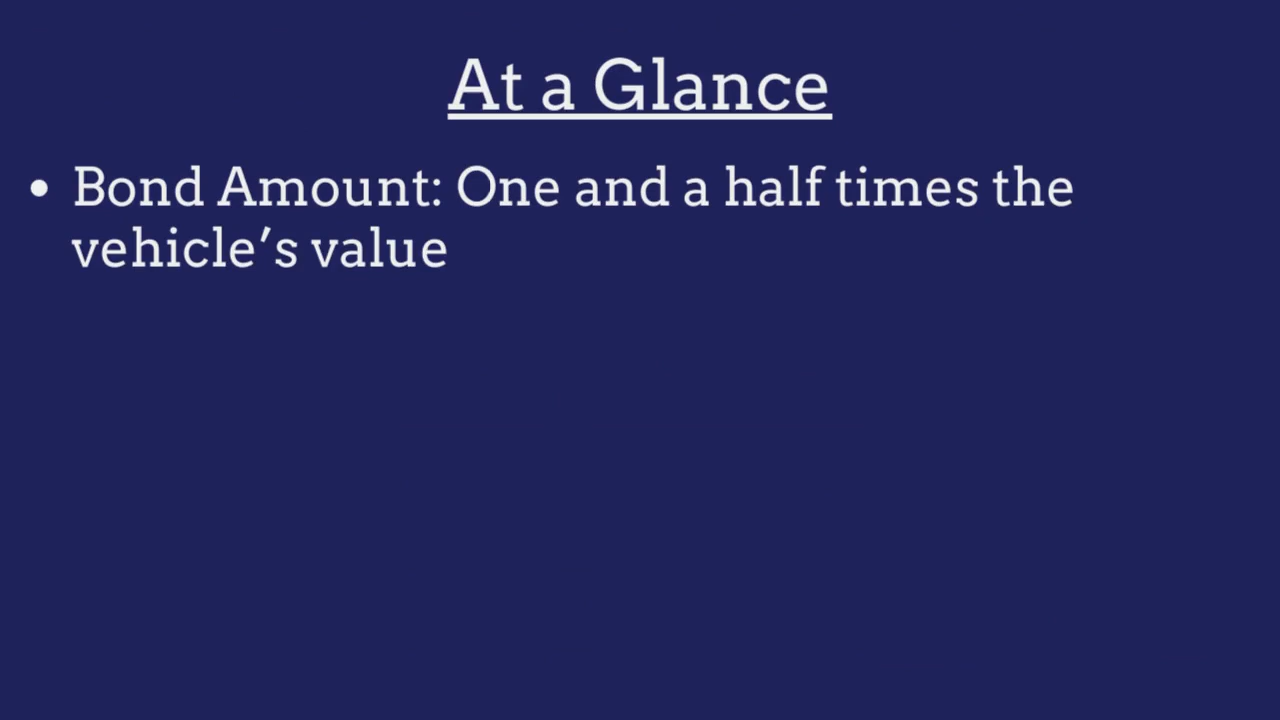 At a Glance
• Bond Amount: One and a half times the
vehicle’s value